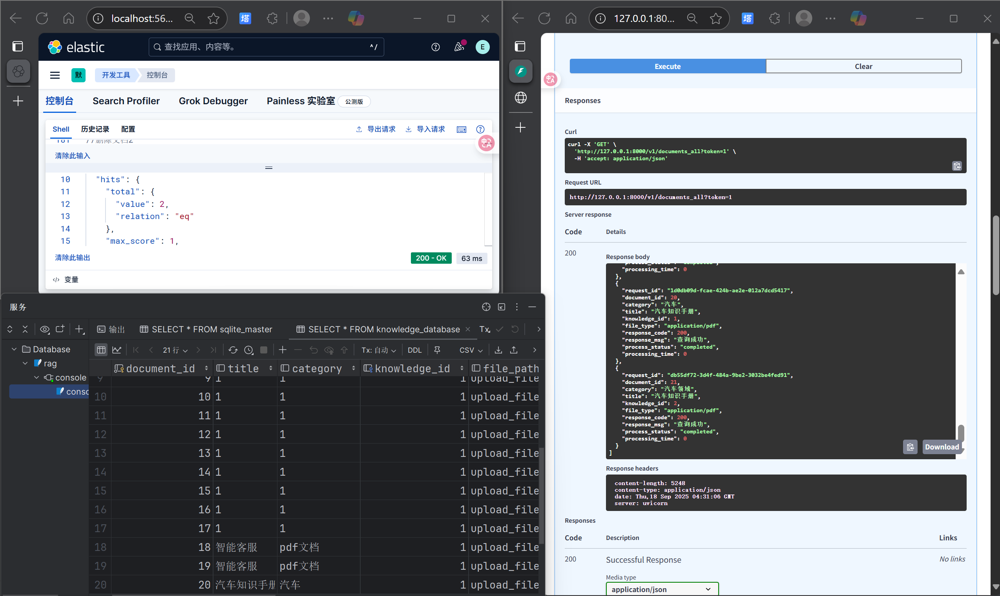 localhost:56...
塔
elastic
查找应用、内容等。
^/
E
默
开发工具
控制台
控制台
Search Profiler
Grok Debugger
Painless 实验室
公测版
Shell
历史记录
配置
导出请求
导入请求
181 //删除文档2
清除此输入
10 "hits": {
11 "total": {
12 "value": 2,
13 "relation": "eq"
14 },
15 "max_score": 1,
清除此输出
200 - OK
63 ms
变量
127.0.0.1:80...
塔
Execute
Clear
Responses
Curl
curl -X 'GET' \
'http://127.0.0.1:8000/v1/documents_all?token=1' \
-H 'accept: application/json'
Request URL
http://127.0.0.1:8000/v1/documents_all?token=1
Server response
Code
Details
200
Response body
"process_status": "completed",
"processing_time": 0
},
{
"request_id": "1d0db09d-fcae-424b-ae2e-012a7dcd5417",
"document_id": 20,
"category": "汽车",
"title": "汽车知识手册",
"knowledge_id": 1,
"file_type": "application/pdf",
"response_code": 200,
"response_msg": "查询成功",
"process_status": "completed",
"processing_time": 0
},
{
"request_id": "db55df72-3d4f-484a-9be2-3032be4fed91",
"document_id": 21,
"category": "汽车领域",
"title": "汽车知识手册",
"knowledge_id": 2,
"file_type": "application/pdf",
"response_code": 200,
"response_msg": "查询成功",
"process_status": "completed",
"processing_time": 0
}
]
Download
Response headers
content-length: 5248
content-type: application/json
date: Thu,18 Sep 2025 04:31:06 GMT
server: uvicorn
Responses
Code
Description
Links
200
Successful Response
No links
Media type
application/json
服务
输出
SELECT * FROM sqlite_master
SELECT * FROM knowledge_database
Tx
21 行
Tx: 自动
DDL
CSV
Database
rag
console
consc
document_id title category knowledge_id file_path
9 9 1 1 1 upload_file
10 10 1 1 1 upload_file
11 11 1 1 1 upload_file
12 12 1 1 1 upload_file
13 13 1 1 1 upload_file
14 14 1 1 1 upload_file
15 15 1 1 1 upload_file
16 16 1 1 1 upload_file
17 17 1 1 1 upload_file
18 18 智能客服 pdf文档 1 upload_file
19 19 智能客服 pdf文档 1 upload_file
20 20 汽车知识手册 汽车 1 upload_file